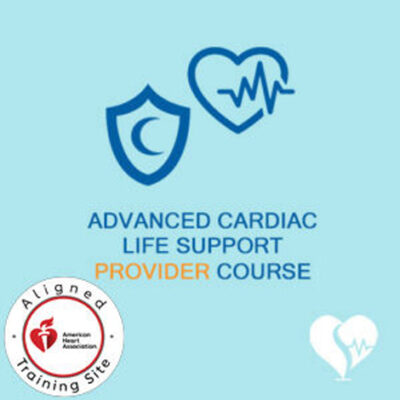 ADVANCED CARDIAC
LIFE SUPPORT
PROVIDER COURSE
Aligned
American
Heart
Association
Training Site